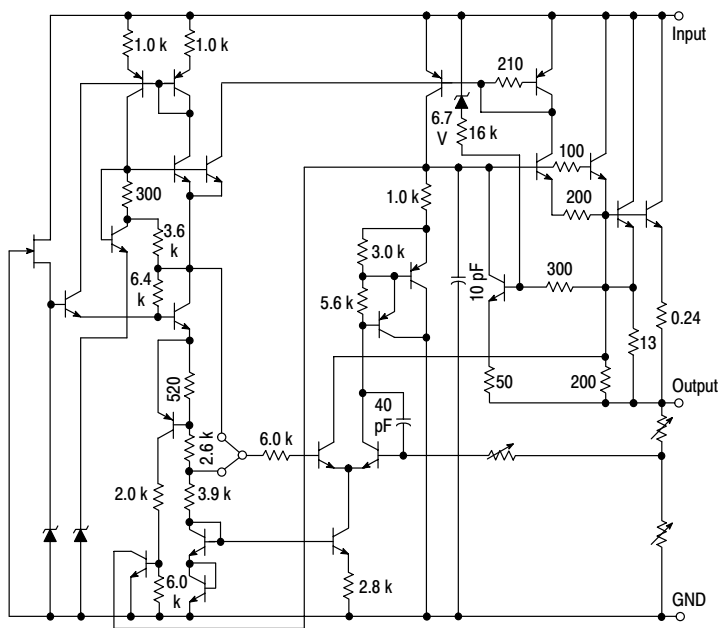 Input
1.0 k
1.0 k
210
6.7
V
16 k
100
300
1.0 k
200
3.6
k
3.0 k
6.4
k
5.6 k
10 pF
300
0.24
13
520
50
200
Output
40
pF
2.6 k
6.0 k
2.0 k
3.9 k
6.0
k
2.8 k
GND